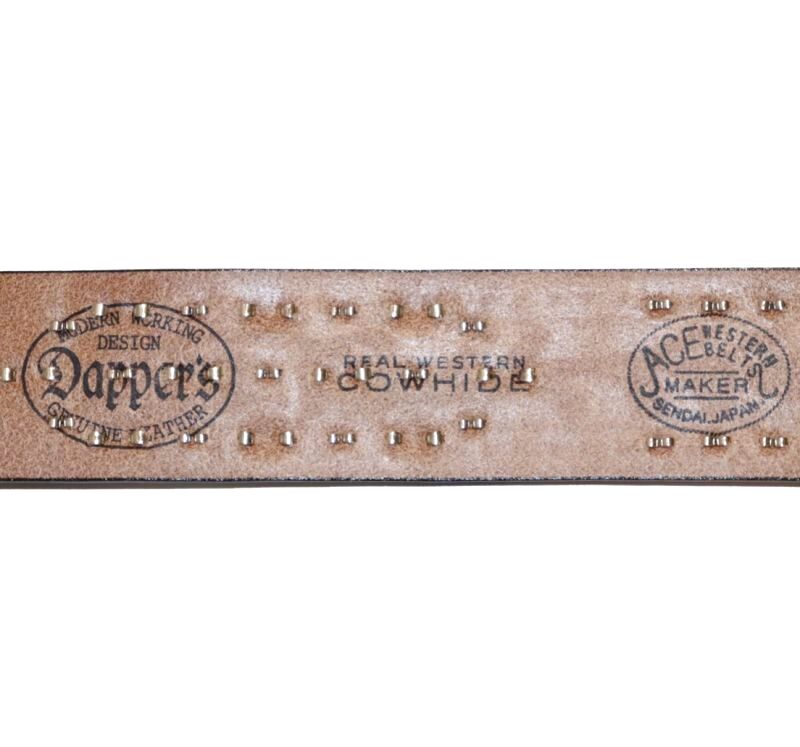 MODERN WORKING
DESIGN
Dapper's
GENUINE LEATHER
REAL WESTERN
COWHIDE
ACE WESTERN
BELTS
MAKER
SENDAI.JAPAN